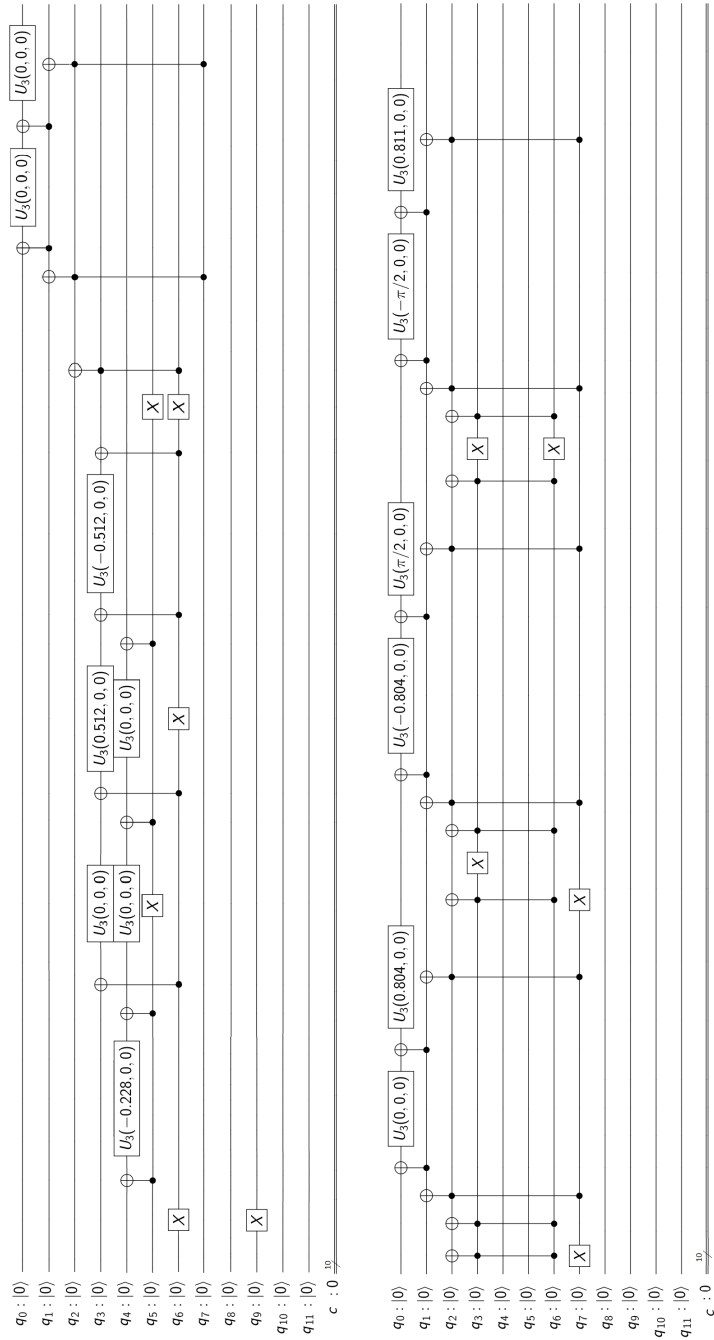 q₀ : |0⟩ U₃(0, 0, 0) U₃(0, 0, 0)
q₁ : |0⟩
q₂ : |0⟩
q₃ : |0⟩ U₃(0, 0, 0) U₃(0.512, 0, 0) U₃(−0.512, 0, 0)
q₄ : |0⟩ U₃(−0.228, 0, 0) U₃(0, 0, 0) U₃(0, 0, 0)
q₅ : |0⟩ X X
q₆ : |0⟩ X X X
q₇ : |0⟩
q₈ : |0⟩
q₉ : |0⟩ X
q₁₀ : |0⟩
q₁₁ : |0⟩
c : 0 10
q₀ : |0⟩ U₃(0, 0, 0) U₃(0.804, 0, 0) U₃(−0.804, 0, 0) U₃(π/2, 0, 0) U₃(−π/2, 0, 0) U₃(0.811, 0, 0)
q₁ : |0⟩
q₂ : |0⟩
q₃ : |0⟩ X X
q₄ : |0⟩
q₅ : |0⟩
q₆ : |0⟩ X
q₇ : |0⟩ X X
q₈ : |0⟩
q₉ : |0⟩
q₁₀ : |0⟩
q₁₁ : |0⟩
c : 0 10